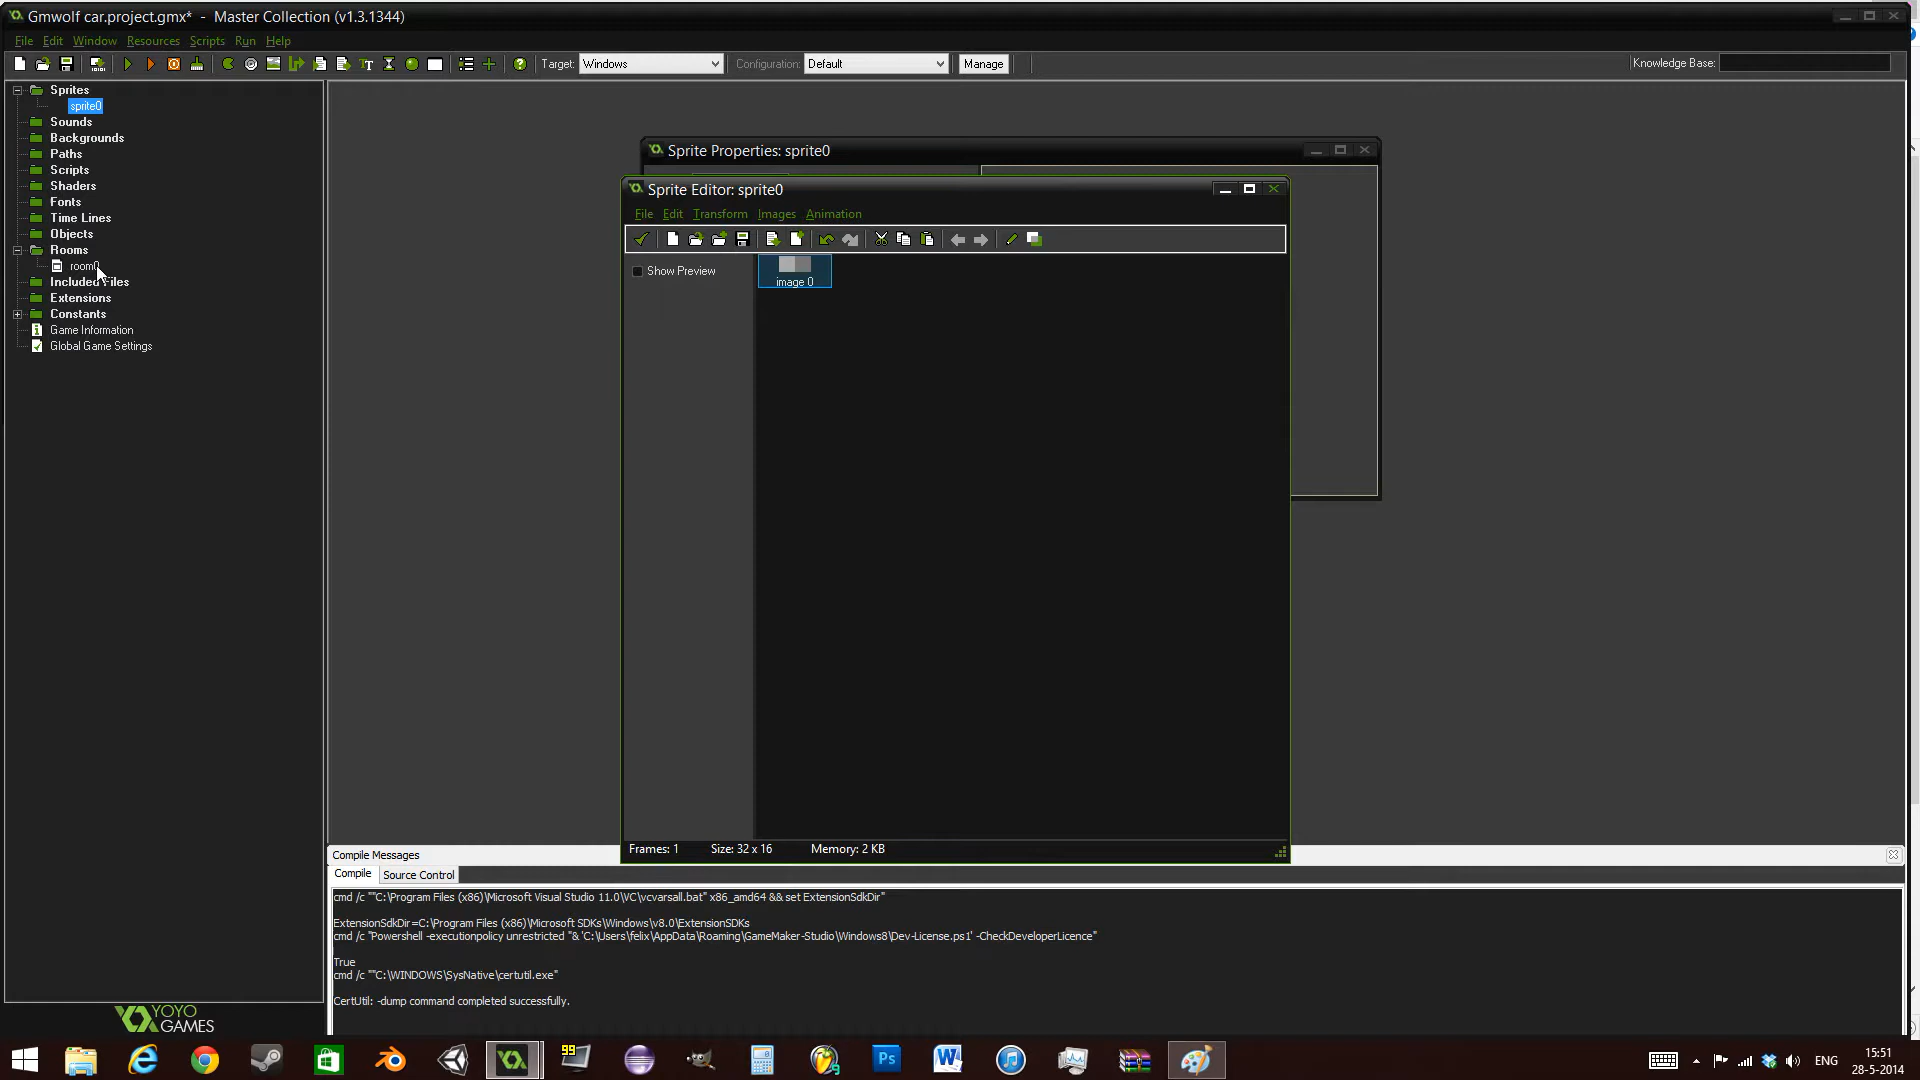 Gmwolf car.project.gmx*  -  Master Collection (v1.3.1344)
File Edit Window Resources Scripts Run Help
Target: Windows Configuration: Default Manage Knowledge Base:
Sprites
sprite0
Sounds
Backgrounds
Paths
Scripts
Shaders
Fonts
Time Lines
Objects
Rooms
room0
Included Files
Extensions
Constants
Game Information
Global Game Settings
Sprite Properties: sprite0
Sprite Editor: sprite0
File Edit Transform Images Animation
Show Preview
image 0
Frames: 1 Size: 32 x 16 Memory: 2 KB
Compile Messages
Compile Source Control
cmd /c ""C:\Program Files (x86)\Microsoft Visual Studio 11.0\VC\vcvarsall.bat" x86_amd64 && set ExtensionSdkDir"
ExtensionSdkDir=C:\Program Files (x86)\Microsoft SDKs\Windows\v8.0\ExtensionSDKs
cmd /c "Powershell -executionpolicy unrestricted "& 'C:\Users\felix\AppData\Roaming\GameMaker-Studio\Windows8\Dev-License.ps1' -CheckDeveloperLicence"
True
cmd /c ""C:\WINDOWS\SysNative\certutil.exe"
CertUtil: -dump command completed successfully.
YOYO
GAMES
99
Ps
ENG
15:51
28-5-2014